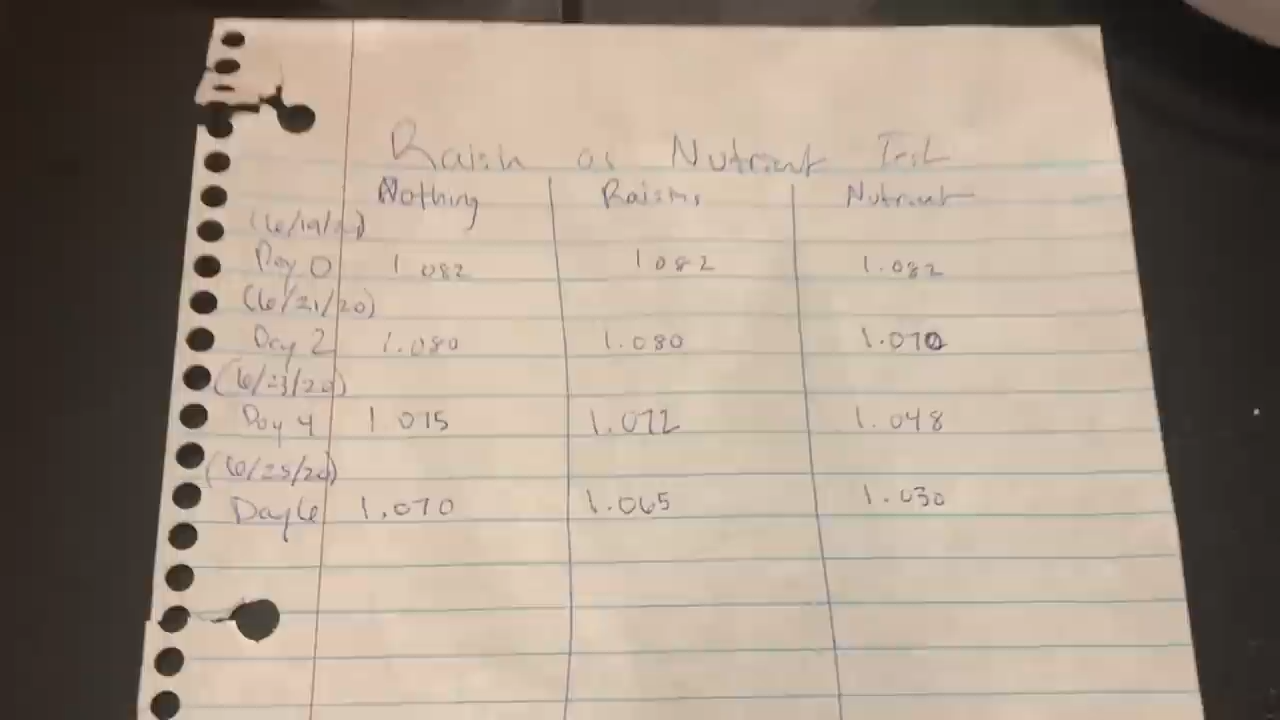 Raisin as Nutrient Test
Nothing Raisins Nutrient
(6/19/20)
Day 0 1.082 1.082 1.082
(6/21/20)
Day 2 1.080 1.080 1.070
(6/23/20)
Day 4 1.075 1.072 1.048
(6/25/20)
Day 6 1.070 1.065 1.030